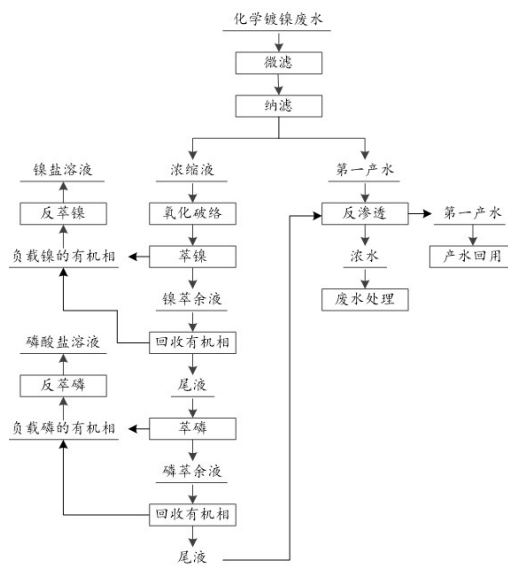 化学镀镍废水
微滤
纳滤
镍盐溶液
浓缩液
第一产水
反萃镍
氧化破络
反渗透
第一产水
负载镍的有机相
萃镍
浓水
产水回用
镍萃余液
废水处理
磷酸盐溶液
回收有机相
反萃磷
尾液
负载磷的有机相
萃磷
磷萃余液
回收有机相
尾液